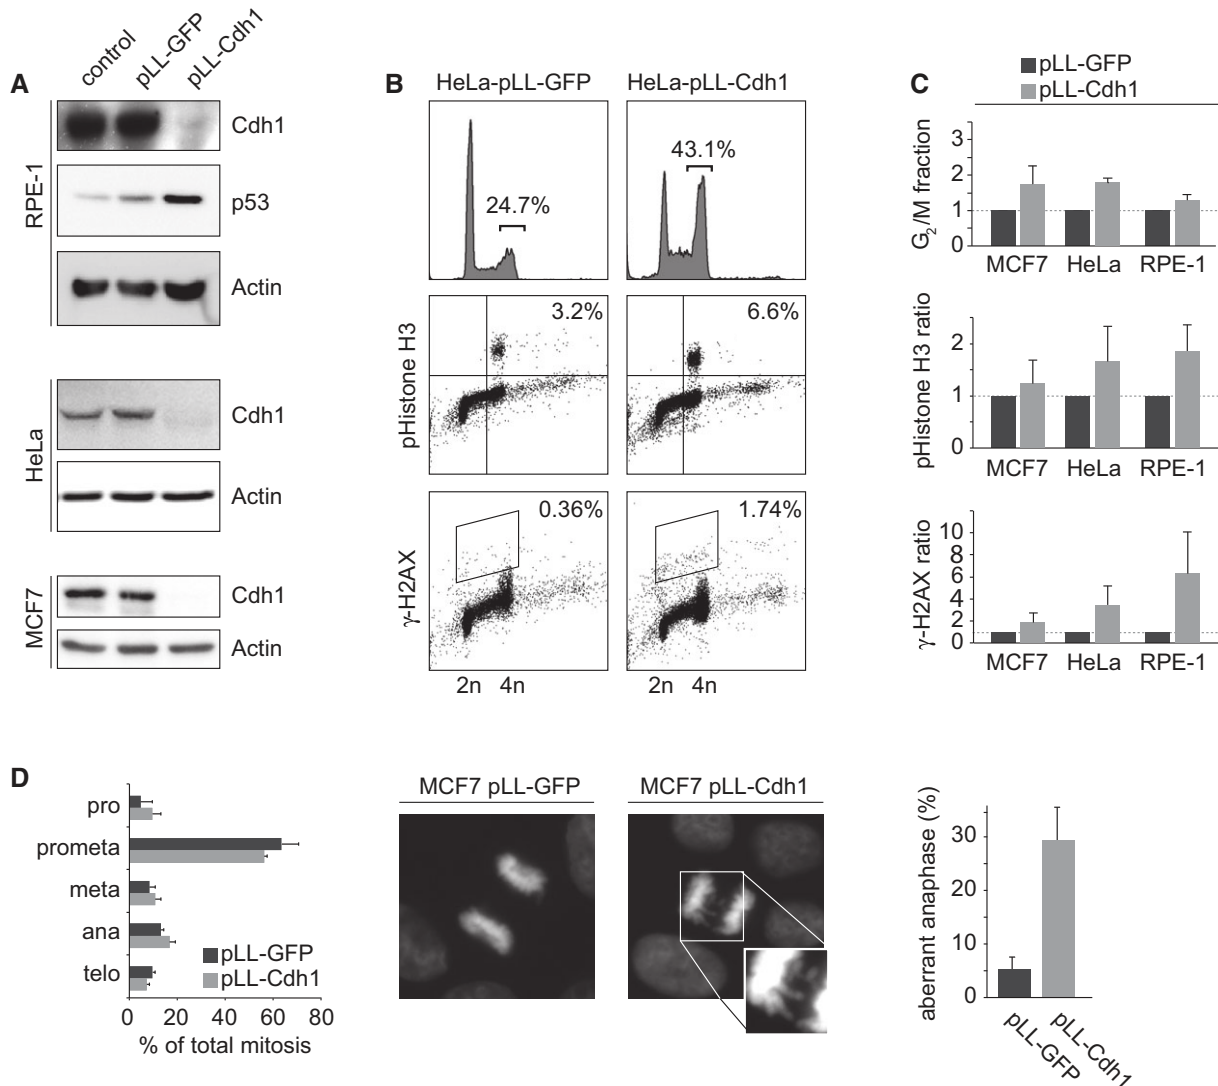 A
control
pLL-GFP
pLL-Cdh1
RPE-1
Cdh1
p53
Actin
HeLa
Cdh1
Actin
MCF7
Cdh1
Actin
B
HeLa-pLL-GFP
HeLa-pLL-Cdh1
24.7%
43.1%
pHistone H3
3.2%
6.6%
γ-H2AX
0.36%
1.74%
2n 4n
2n 4n
C
pLL-GFP
pLL-Cdh1
G2/M fraction
3
2
1
0
MCF7 HeLa RPE-1
pHistone H3 ratio
2
1
0
MCF7 HeLa RPE-1
γ-H2AX ratio
10
8
6
4
2
0
MCF7 HeLa RPE-1
D
pro
prometa
meta
ana
telo
pLL-GFP
pLL-Cdh1
0 20 40 60 80
% of total mitosis
MCF7 pLL-GFP
MCF7 pLL-Cdh1
aberrant anaphase (%)
30
20
10
0
pLL-GFP
pLL-Cdh1